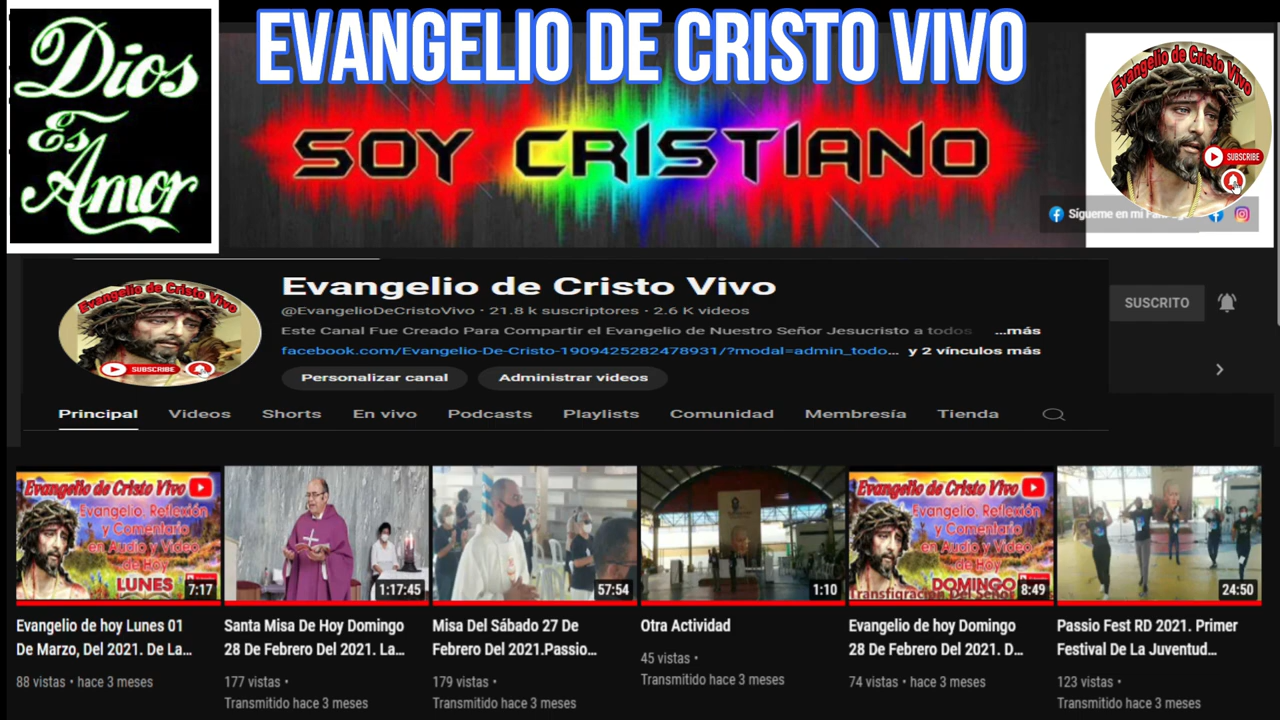 Dios
Es
Amor
EVANGELIO DE CRISTO VIVO
SOY CRISTIANO
Evangelio de Cristo Vivo
SUBSCRIBE
Sígueme en mi
Evangelio de Cristo Vivo
SUBSCRIBE
Evangelio de Cristo Vivo
@EvangelioDeCristoVivo · 21.8 k suscriptores · 2.6 K videos
Este Canal Fue Creado Para Compartir el Evangelio de Nuestro Señor Jesucristo a todos ...más
facebook.com/Evangelio-De-Cristo-1909425282478931/?modal=admin_todo... y 2 vínculos más
Personalizar canal Administrar videos
SUSCRITO
Principal Videos Shorts En vivo Podcasts Playlists Comunidad Membresía Tienda
Evangelio de Cristo Vivo
Evangelio, Reflexión
y Comentario
en Audio y Video
de Hoy
LUNES
7:17
1:17:45
57:54
1:10
Evangelio de Cristo Vivo
Evangelio, Reflexión
y Comentario
en Audio y Video
de Hoy
DOMINGO
Transfiguración Del Señor
8:49
24:50
Evangelio de hoy Lunes 01
De Marzo, Del 2021. De La...
88 vistas • hace 3 meses
Santa Misa De Hoy Domingo
28 De Febrero Del 2021. La...
177 vistas •
Transmitido hace 3 meses
Misa Del Sábado 27 De
Febrero Del 2021.Passio...
179 vistas •
Transmitido hace 3 meses
Otra Actividad
45 vistas •
Transmitido hace 3 meses
Evangelio de hoy Domingo
28 De Febrero Del 2021. D...
74 vistas • hace 3 meses
Passio Fest RD 2021. Primer
Festival De La Juventud...
123 vistas •
Transmitido hace 3 meses